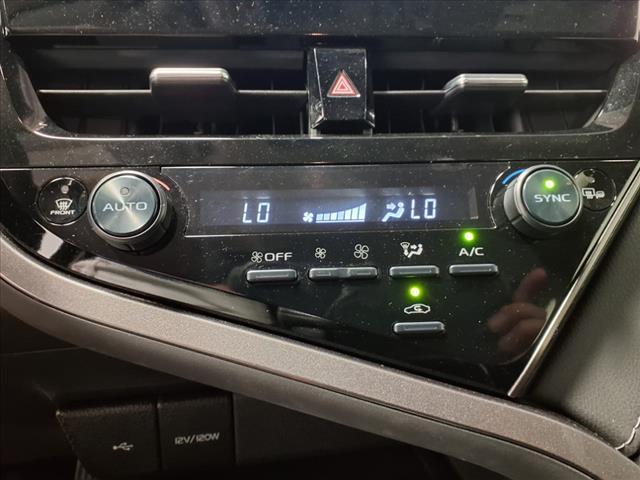 FRONT
AUTO
LO
LO
SYNC
OFF
A/C
12V/120W